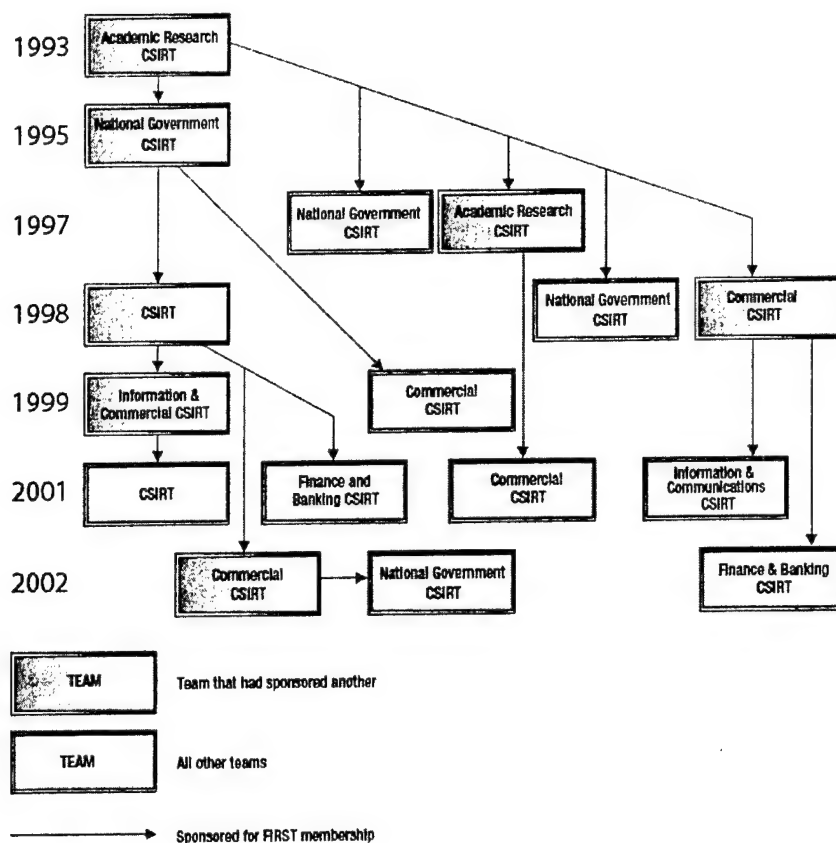 1993
Academic Research
CSIRT
1995
National Government
CSIRT
1997
National Government
CSIRT
Academic Research
CSIRT
1998
CSIRT
National Government
CSIRT
Commercial
CSIRT
1999
Information &
Commercial CSIRT
Commercial
CSIRT
2001
CSIRT
Finance and
Banking CSIRT
Commercial
CSIRT
Information &
Communications
CSIRT
2002
Commercial
CSIRT
National Government
CSIRT
Finance & Banking
CSIRT
TEAM
Team that had sponsored another
TEAM
All other teams
Sponsored for FIRST membership